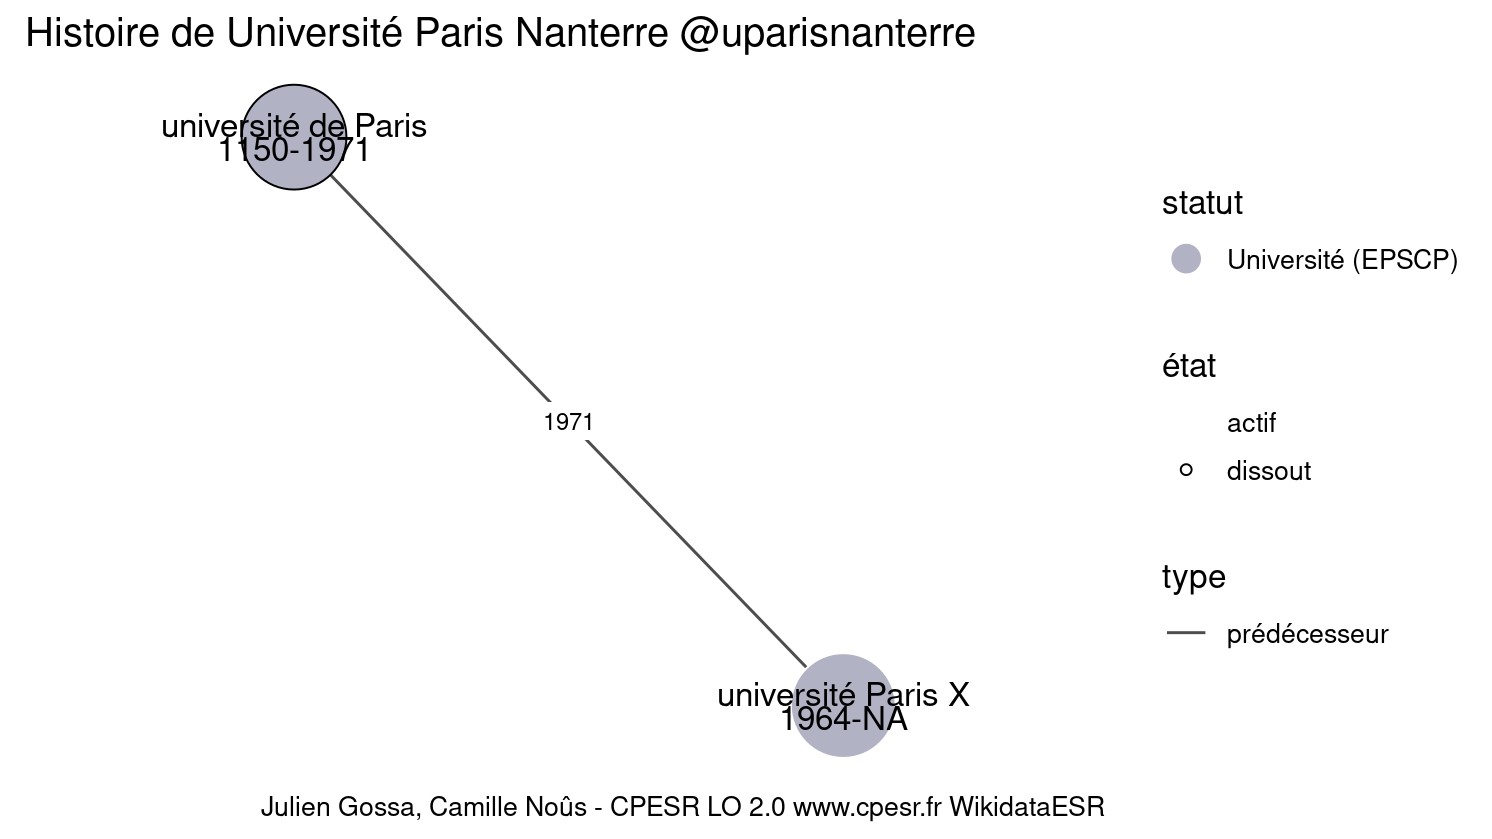 Histoire de Université Paris Nanterre @uparisnanterre
université de Paris
1150-1971
1971
université Paris X
1964-NA
statut
Université (EPSCP)
état
actif
dissout
type
prédécesseur
Julien Gossa, Camille Noûs - CPESR LO 2.0 www.cpesr.fr WikidataESR